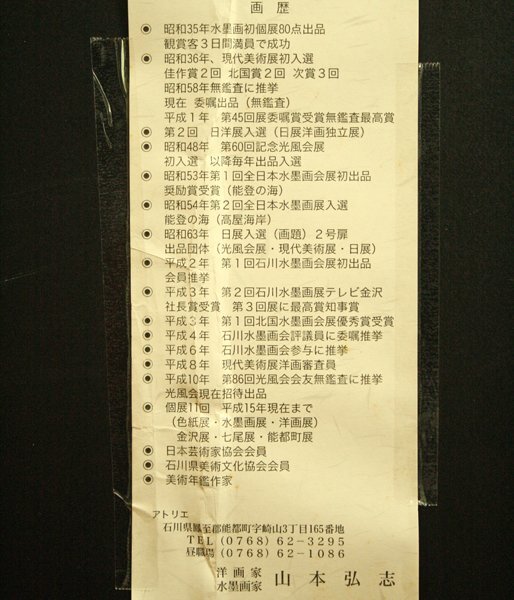 画歴
◉ 昭和35年水墨画初個展80点出品
観賞客３日間満員で成功
◉ 昭和36年、現代美術展初入選
佳作賞２回 北国賞２回 次賞３回
昭和58年無鑑査に推挙
現在 委嘱出品（無鑑査）
平成１年 第45回展委嘱賞受賞無鑑査最高賞
◉ 第２回 日洋展入選（日展洋画独立展）
◉ 昭和48年 第60回記念光風会展
初入選 以降毎年出品入選
◉ 昭和53年第１回全日本水墨画会展初出品
奨励賞受賞（能登の海）
◉ 昭和54年第２回全日本水墨画展入選
能登の海（高屋海岸）
◉ 昭和63年 日展入選（画題）２号扉
出品団体（光風会展・現代美術展・日展）
◉ 平成２年 第１回石川水墨画会展初出品
会員推挙
◉ 平成３年 第２回石川水墨画展テレビ金沢
社長賞受賞 第３回展に最高賞知事賞
◉ 平成３年 第１回北国水墨画会展優秀賞受賞
◉ 平成４年 石川水墨画会評議員に委嘱推挙
◉ 平成６年 石川水墨画会参与に推挙
◉ 平成８年 現代美術展洋画審査員
◉ 平成10年 第86回光風会会友無鑑査に推挙
光風会現在招待出品
◉ 個展11回 平成15年現在まで
（色紙展・水墨画展・洋画展）
金沢展・七尾展・能都町展
◉ 日本芸術家協会会員
◉ 石川県美術文化協会会員
◉ 美術年鑑作家
アトリエ
石川県鳳至郡能都町字崎山3丁目165番地
ＴＥＬ（０７６８）６２－３２９５
昼職場（０７６８）６２－１０８６
洋画家
水墨画家 山本弘志